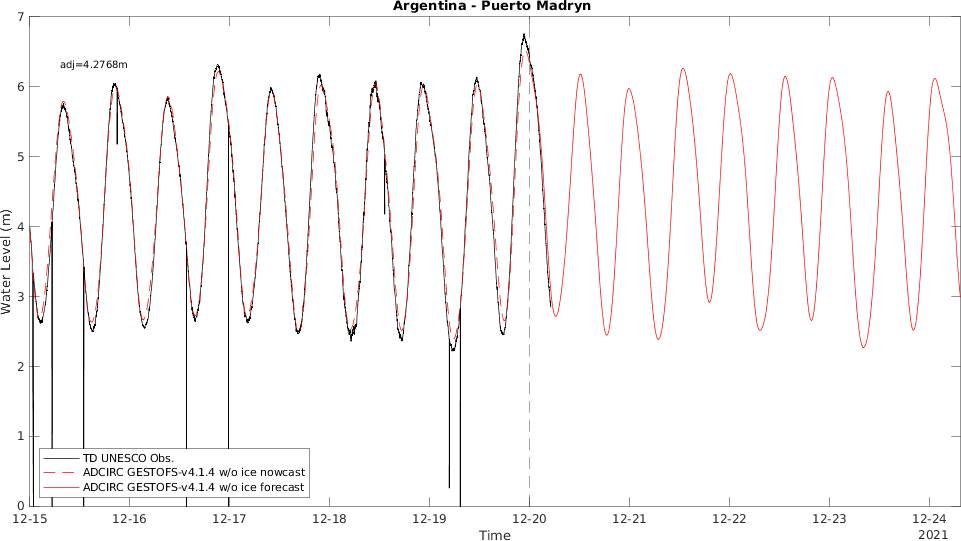 Argentina - Puerto Madryn
7
adj=4.2768m
6
5
4
3
2
1
0
Water Level (m)
TD UNESCO Obs.
ADCIRC GESTOFS-v4.1.4 w/o ice nowcast
ADCIRC GESTOFS-v4.1.4 w/o ice forecast
12-15 12-16 12-17 12-18 12-19 12-20 12-21 12-22 12-23 12-24
Time
2021